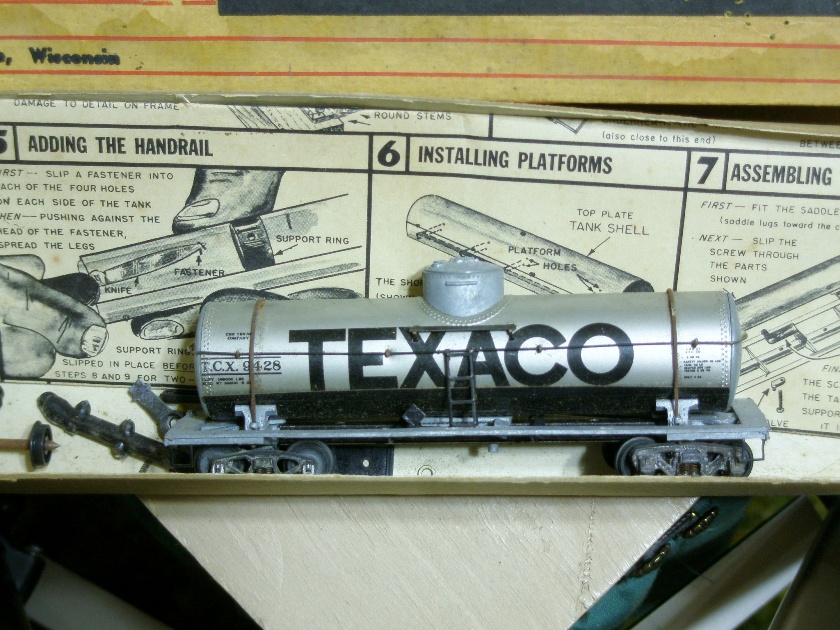 Wisconsin
DAMAGE TO DETAIL ON FRAME
ROUND STEMS
(also close to this end)
5 ADDING THE HANDRAIL
SLIP A FASTENER INTO
EACH OF THE FOUR HOLES
ON EACH SIDE OF THE TANK
PUSHING AGAINST THE
HEAD OF THE FASTENER,
SPREAD THE LEGS
SUPPORT RING
FASTENER
KNIFE
SUPPORT RING
SLIPPED IN PLACE BEFORE
STEPS 8 AND 9 FOR TWO-
6 INSTALLING PLATFORMS
TOP PLATE
TANK SHELL
PLATFORM
HOLES
7 ASSEMBLING
FIRST — FIT THE SADDLE
(saddle lugs toward the
NEXT — SLIP THE
SCREW THROUGH
THE PARTS
SHOWN
THE TA
SUPPOR
IT
TEXACO
T.C.X. 9428